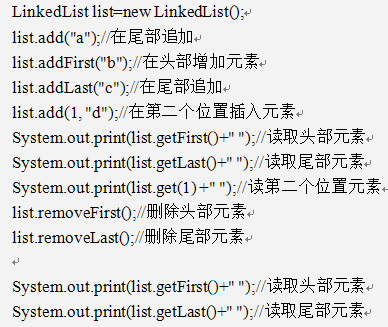 LinkedList list=new LinkedList();
list.add("a");//在尾部追加
list.addFirst("b");//在头部增加元素
list.addLast("c");//在尾部追加
list.add(1, "d");//在第二个位置插入元素
System.out.print(list.getFirst()+" ");//读取头部元素
System.out.print(list.getLast()+" ");//读取尾部元素
System.out.print(list.get(1) +" ");//读第二个位置元素
list.removeFirst();//删除头部元素
list.removeLast();//删除尾部元素
System.out.print(list.getFirst()+" ");//读取头部元素
System.out.print(list.getLast()+" ");//读取尾部元素